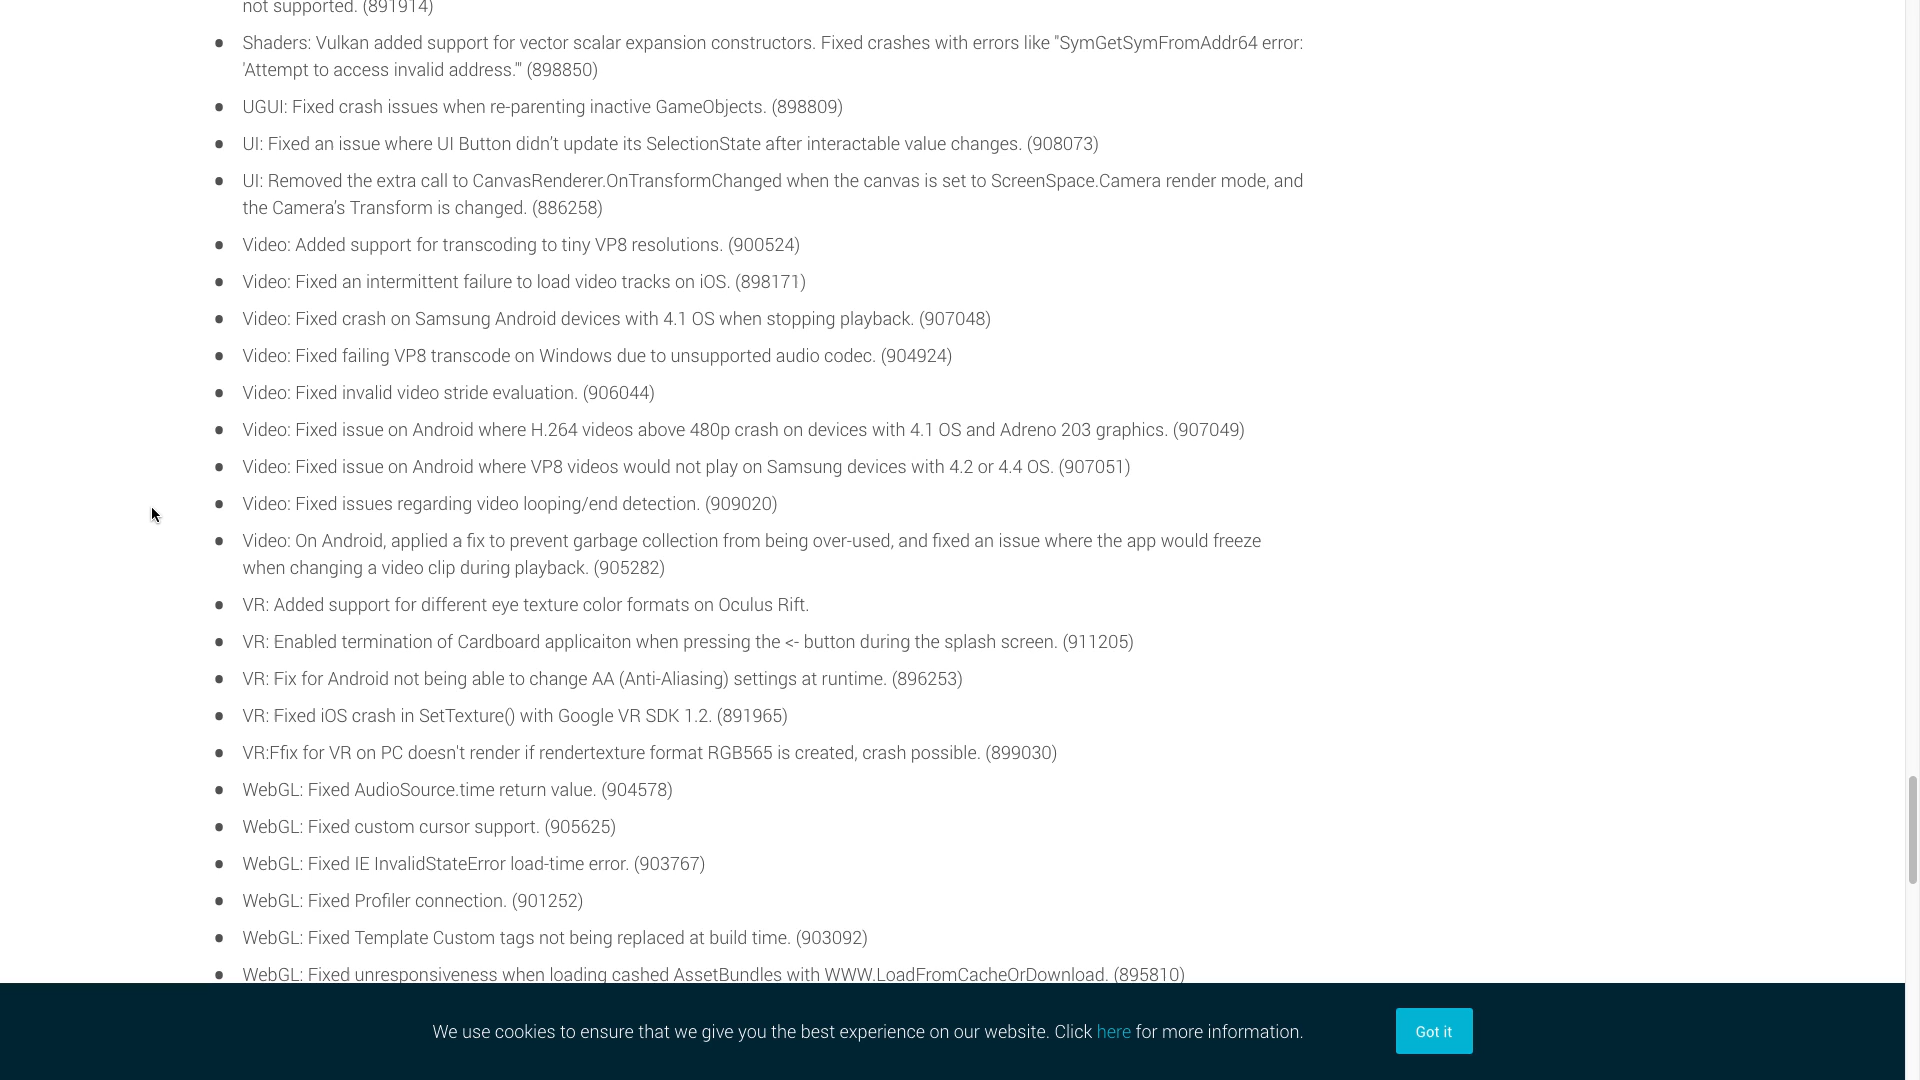 not supported. (891914)
Shaders: Vulkan added support for vector scalar expansion constructors. Fixed crashes with errors like "SymGetSymFromAddr64 error:
'Attempt to access invalid address.'" (898850)
UGUI: Fixed crash issues when re-parenting inactive GameObjects. (898809)
UI: Fixed an issue where UI Button didn’t update its SelectionState after interactable value changes. (908073)
UI: Removed the extra call to CanvasRenderer.OnTransformChanged when the canvas is set to ScreenSpace.Camera render mode, and
the Camera’s Transform is changed. (886258)
Video: Added support for transcoding to tiny VP8 resolutions. (900524)
Video: Fixed an intermittent failure to load video tracks on iOS. (898171)
Video: Fixed crash on Samsung Android devices with 4.1 OS when stopping playback. (907048)
Video: Fixed failing VP8 transcode on Windows due to unsupported audio codec. (904924)
Video: Fixed invalid video stride evaluation. (906044)
Video: Fixed issue on Android where H.264 videos above 480p crash on devices with 4.1 OS and Adreno 203 graphics. (907049)
Video: Fixed issue on Android where VP8 videos would not play on Samsung devices with 4.2 or 4.4 OS. (907051)
Video: Fixed issues regarding video looping/end detection. (909020)
Video: On Android, applied a fix to prevent garbage collection from being over-used, and fixed an issue where the app would freeze
when changing a video clip during playback. (905282)
VR: Added support for different eye texture color formats on Oculus Rift.
VR: Enabled termination of Cardboard applicaiton when pressing the <- button during the splash screen. (911205)
VR: Fix for Android not being able to change AA (Anti-Aliasing) settings at runtime. (896253)
VR: Fixed iOS crash in SetTexture() with Google VR SDK 1.2. (891965)
VR:Ffix for VR on PC doesn't render if rendertexture format RGB565 is created, crash possible. (899030)
WebGL: Fixed AudioSource.time return value. (904578)
WebGL: Fixed custom cursor support. (905625)
WebGL: Fixed IE InvalidStateError load-time error. (903767)
WebGL: Fixed Profiler connection. (901252)
WebGL: Fixed Template Custom tags not being replaced at build time. (903092)
WebGL: Fixed unresponsiveness when loading cashed AssetBundles with WWW.LoadFromCacheOrDownload. (895810)
We use cookies to ensure that we give you the best experience on our website. Click here for more information.
Got it